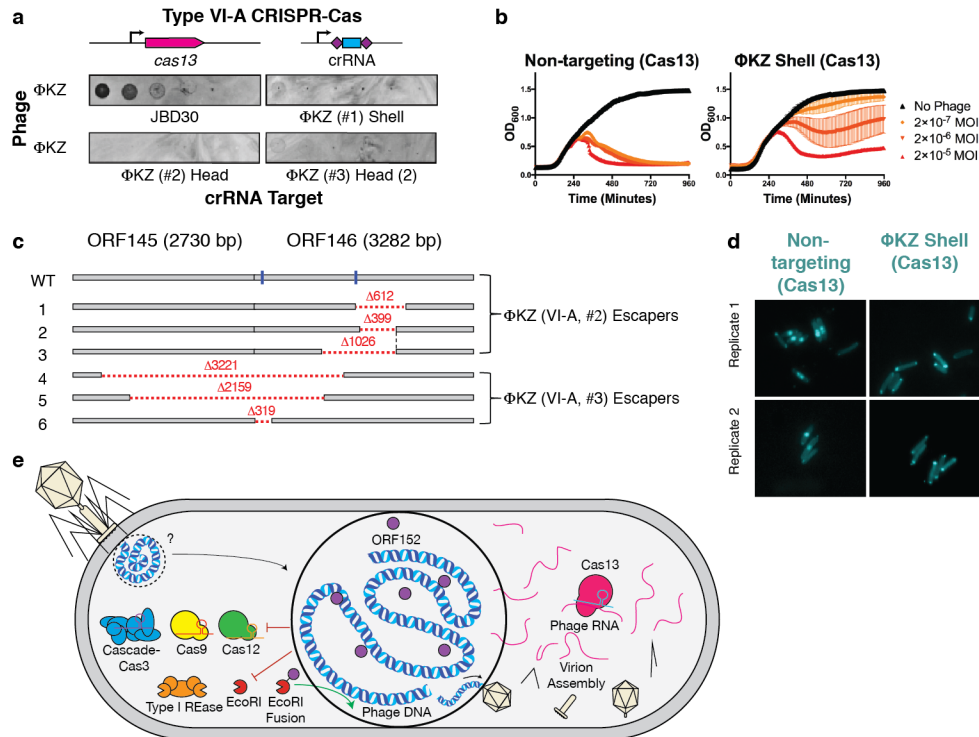 a
Type VI-A CRISPR-Cas
cas13
crRNA
Phage
ΦKZ
JBD30
ΦKZ (#1) Shell
ΦKZ
ΦKZ (#2) Head
ΦKZ (#3) Head (2)
crRNA Target
b
Non-targeting (Cas13)
ΦKZ Shell (Cas13)
OD600
1.5
1.0
0.5
0.0
0
240
480
720
960
Time (Minutes)
OD600
1.5
1.0
0.5
0.0
0
240
480
720
960
Time (Minutes)
No Phage
2×10-7 MOI
2×10-6 MOI
2×10-5 MOI
c
ORF145 (2730 bp)
ORF146 (3282 bp)
WT
1
Δ612
2
Δ399
3
Δ1026
4
Δ3221
5
Δ2159
6
Δ319
ΦKZ (VI-A, #2) Escapers
ΦKZ (VI-A, #3) Escapers
d
Non-
targeting
(Cas13)
ΦKZ Shell
(Cas13)
Replicate 1
Replicate 2
e
?
ORF152
Cas13
Phage RNA
Cascade-
Cas3
Cas9
Cas12
Type I REase
EcoRI
EcoRI
Fusion
Phage DNA
Virion
Assembly